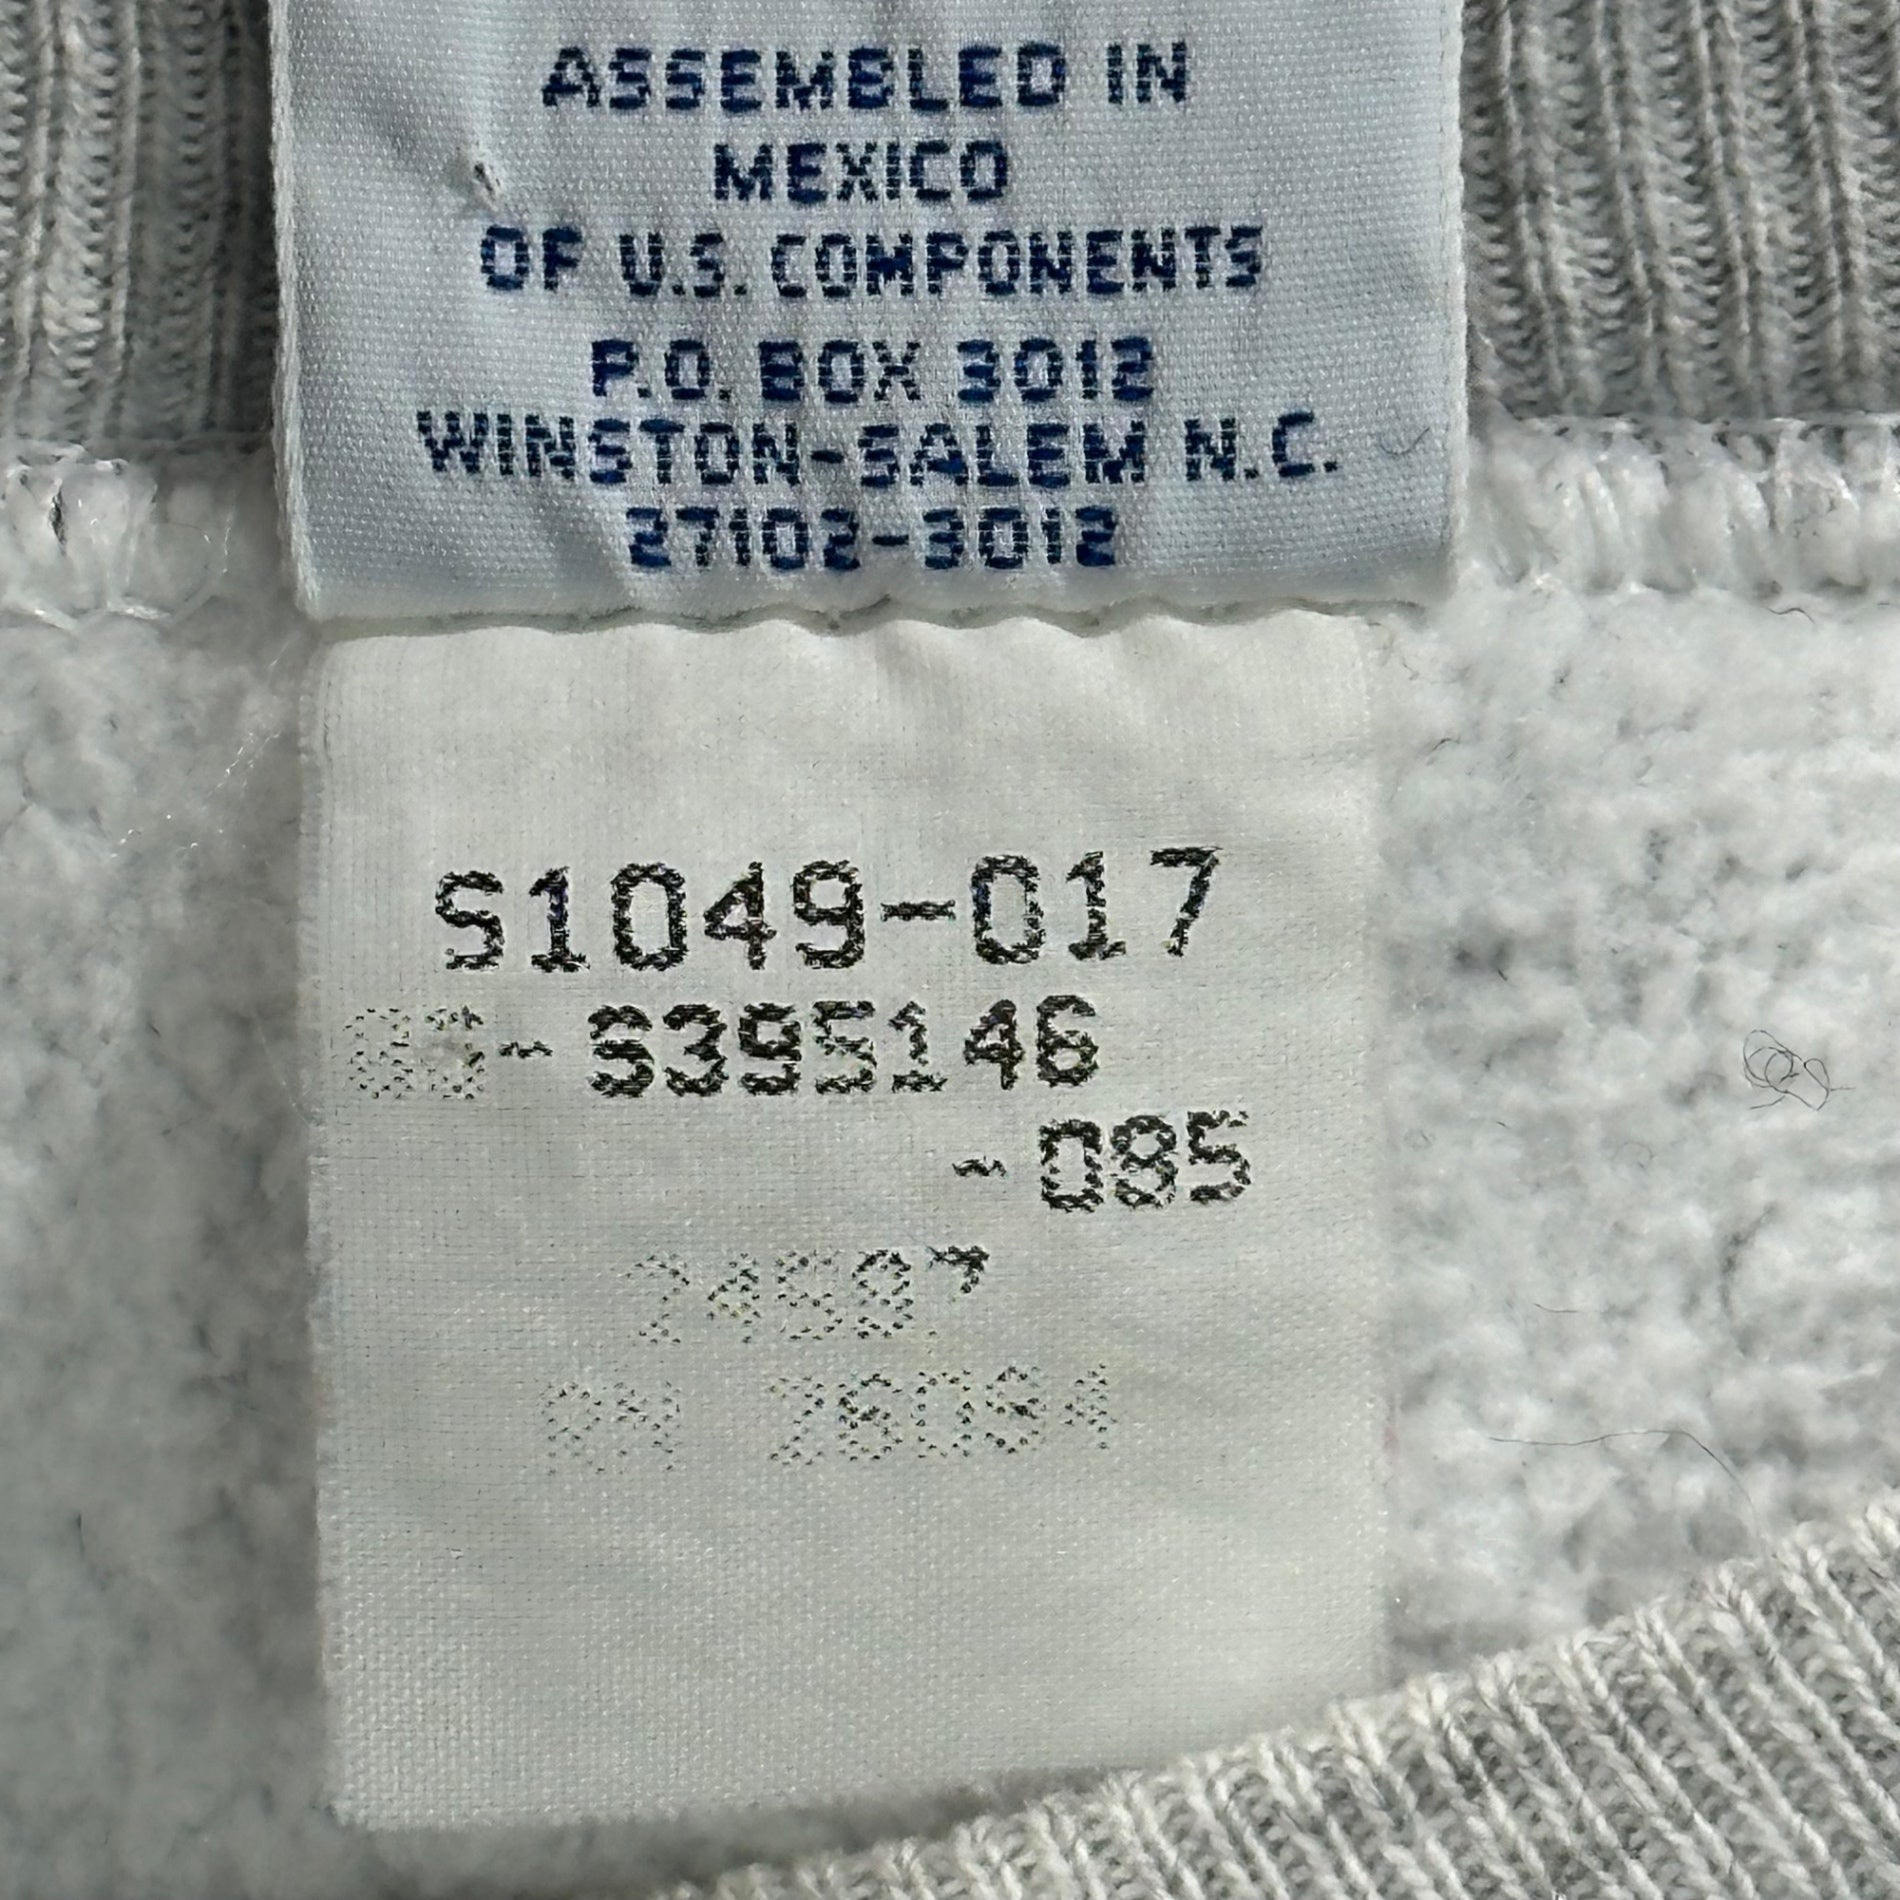 ASSEMBLED IN
MEXICO
OF U.S. COMPONENTS
P.O. BOX 3012
WINSTON-SALEM N.C.
27102-3012
S1049-017
-S395146
-085